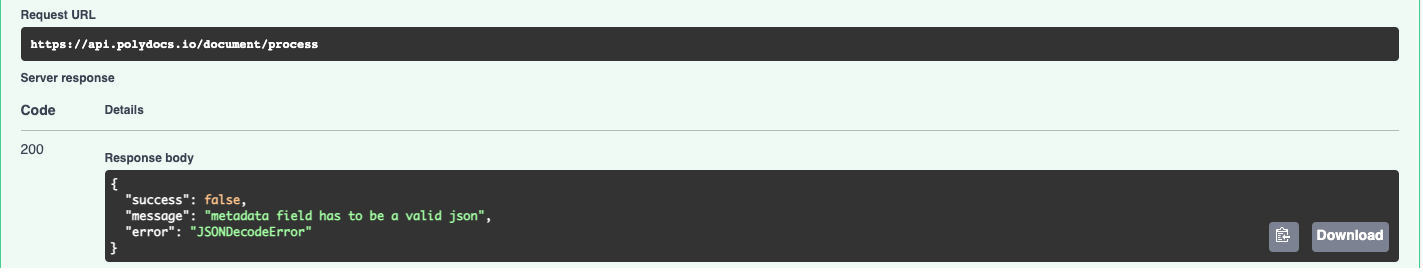 Request URL
https://api.polydocs.io/document/process
Server response
Code Details
200
Response body
{
  "success": false,
  "message": "metadata field has to be a valid json",
  "error": "JSONDecodeError"
}
Download